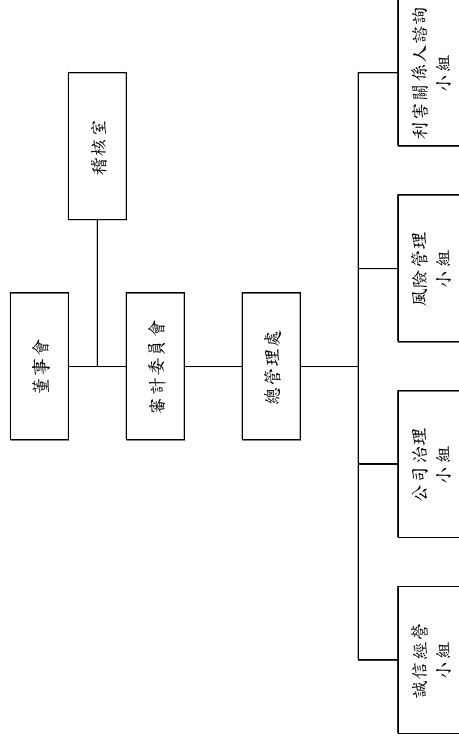 董事會
稽核室
審計委員會
總管理處
誠信經營
小組
公司治理
小組
風險管理
小組
利害關係人諮詢
小組